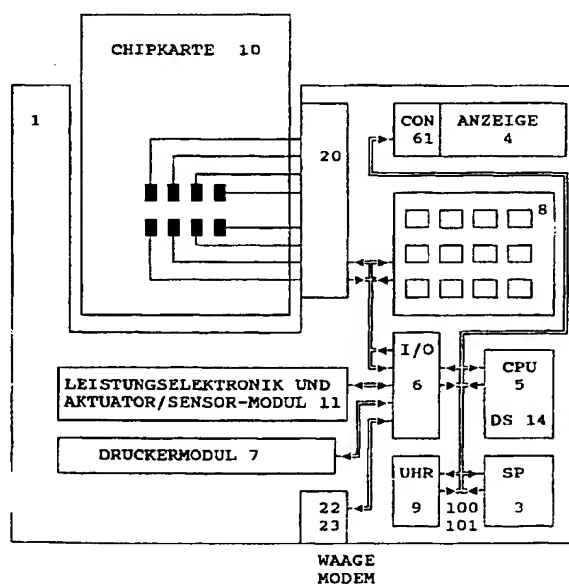 CHIPKARTE 10
1
20
CON
61
ANZEIGE
4
8
I/O
6
CPU
5
DS 14
LEISTUNGSELEKTRONIK UND
AKTUATOR/SENSOR-MODUL 11
DRUCKERMODUL 7
UHR
9
100
101
SP
3
22
23
WAAGE
MODEM